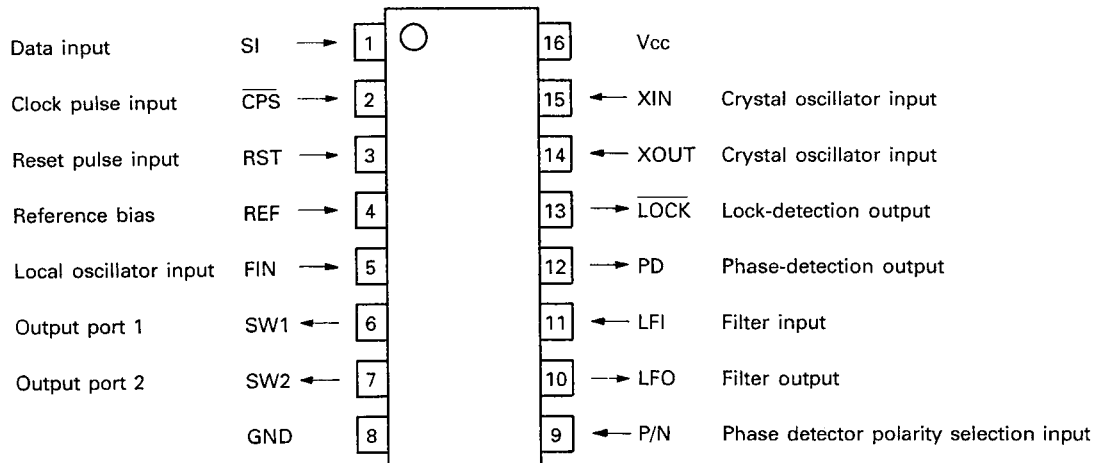 Data input SI 1 16 Vcc
Clock pulse input CPS 2 15 XIN Crystal oscillator input
Reset pulse input RST 3 14 XOUT Crystal oscillator input
Reference bias REF 4 13 LOCK Lock-detection output
Local oscillator input FIN 5 12 PD Phase-detection output
Output port 1 SW1 6 11 LFI Filter input
Output port 2 SW2 7 10 LFO Filter output
GND 8 9 P/N Phase detector polarity selection input